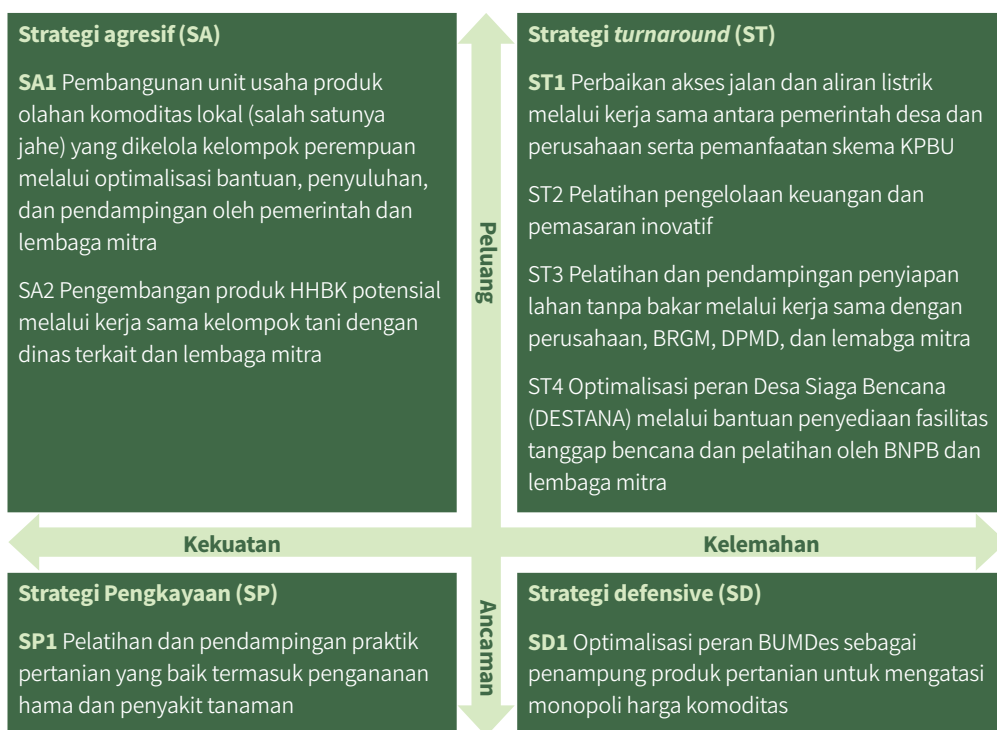 Strategi agresif (SA)
SA1 Pembangunan unit usaha produk
olahan komoditas lokal (salah satunya
jahe) yang dikelola kelompok perempuan
melalui optimalisasi bantuan, penyuluhan,
dan pendampingan oleh pemerintah dan
lembaga mitra
SA2 Pengembangan produk HHBK potensial
melalui kerja sama kelompok tani dengan
dinas terkait dan lembaga mitra
Peluang
Strategi turnaround (ST)
ST1 Perbaikan akses jalan dan aliran listrik
melalui kerja sama antara pemerintah desa dan
perusahaan serta pemanfaatan skema KPBU
ST2 Pelatihan pengelolaan keuangan dan
pemasaran inovatif
ST3 Pelatihan dan pendampingan penyiapan
lahan tanpa bakar melalui kerja sama dengan
perusahaan, BRGM, DPMD, dan lemabga mitra
ST4 Optimalisasi peran Desa Siaga Bencana
(DESTANA) melalui bantuan penyediaan fasilitas
tanggap bencana dan pelatihan oleh BNPB dan
lembaga mitra
Kekuatan
Kelemahan
Strategi Pengkayaan (SP)
SP1 Pelatihan dan pendampingan praktik
pertanian yang baik termasuk pengananan
hama dan penyakit tanaman
Ancaman
Strategi defensive (SD)
SD1 Optimalisasi peran BUMDes sebagai
penampung produk pertanian untuk mengatasi
monopoli harga komoditas